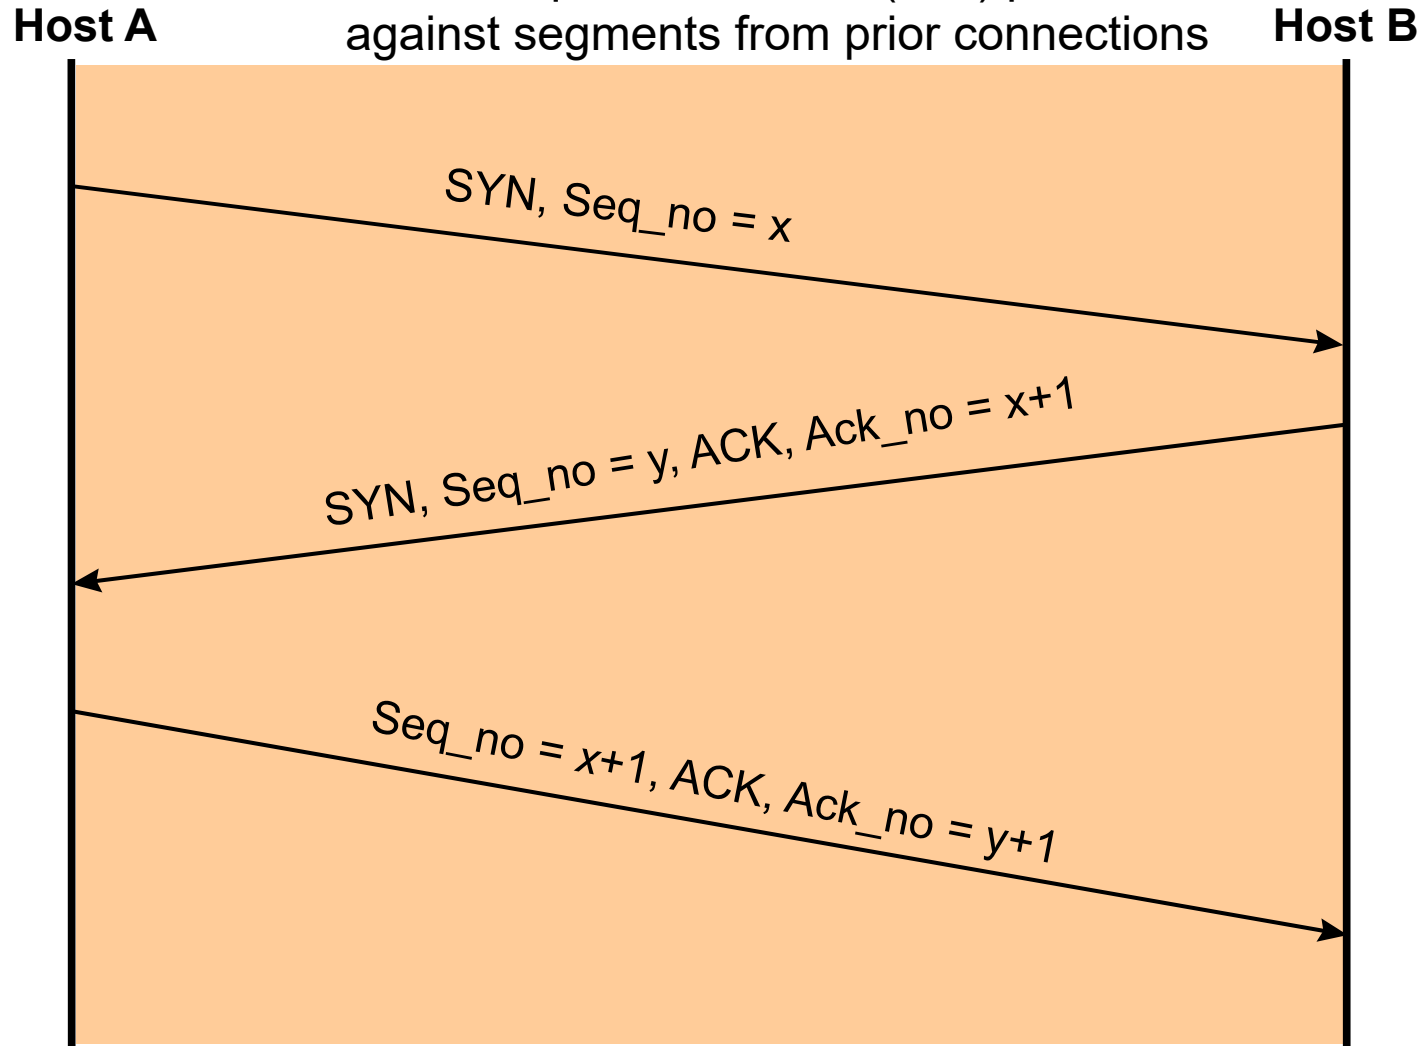 Host A
against segments from prior connections
Host B
SYN, Seq_no = x
SYN, Seq_no = y, ACK, Ack_no = x+1
Seq_no = x+1, ACK, Ack_no = y+1